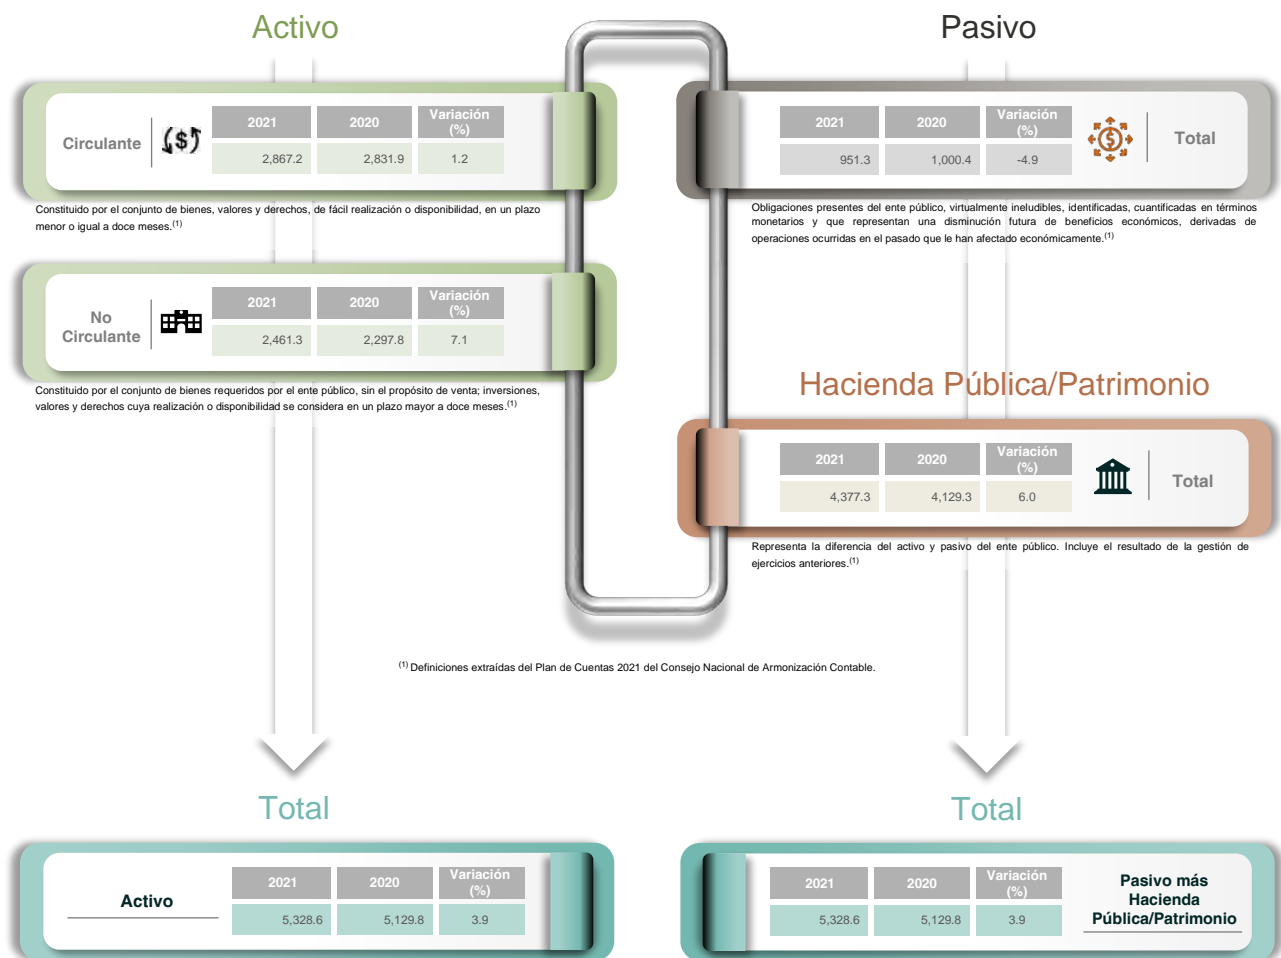 Activo
Circulante
2021 2020 Variación (%)
2,867.2 2,831.9 1.2
Constituido por el conjunto de bienes, valores y derechos, de fácil realización o disponibilidad, en un plazo
menor o igual a doce meses.(1)
No
Circulante
2021 2020 Variación (%)
2,461.3 2,297.8 7.1
Constituido por el conjunto de bienes requeridos por el ente público, sin el propósito de venta; inversiones,
valores y derechos cuya realización o disponibilidad se considera en un plazo mayor a doce meses.(1)
Pasivo
2021 2020 Variación (%)
951.3 1,000.4 -4.9
Total
Obligaciones presentes del ente público, virtualmente ineludibles, identificadas, cuantificadas en términos
monetarios y que representan una disminución futura de beneficios económicos, derivadas de
operaciones ocurridas en el pasado que le han afectado económicamente.(1)
Hacienda Pública/Patrimonio
2021 2020 Variación (%)
4,377.3 4,129.3 6.0
Total
Representa la diferencia del activo y pasivo del ente público. Incluye el resultado de la gestión de
ejercicios anteriores.(1)
(1) Definiciones extraídas del Plan de Cuentas 2021 del Consejo Nacional de Armonización Contable.
Total
Activo
2021 2020 Variación (%)
5,328.6 5,129.8 3.9
Total
2021 2020 Variación (%)
5,328.6 5,129.8 3.9
Pasivo más
Hacienda
Pública/Patrimonio